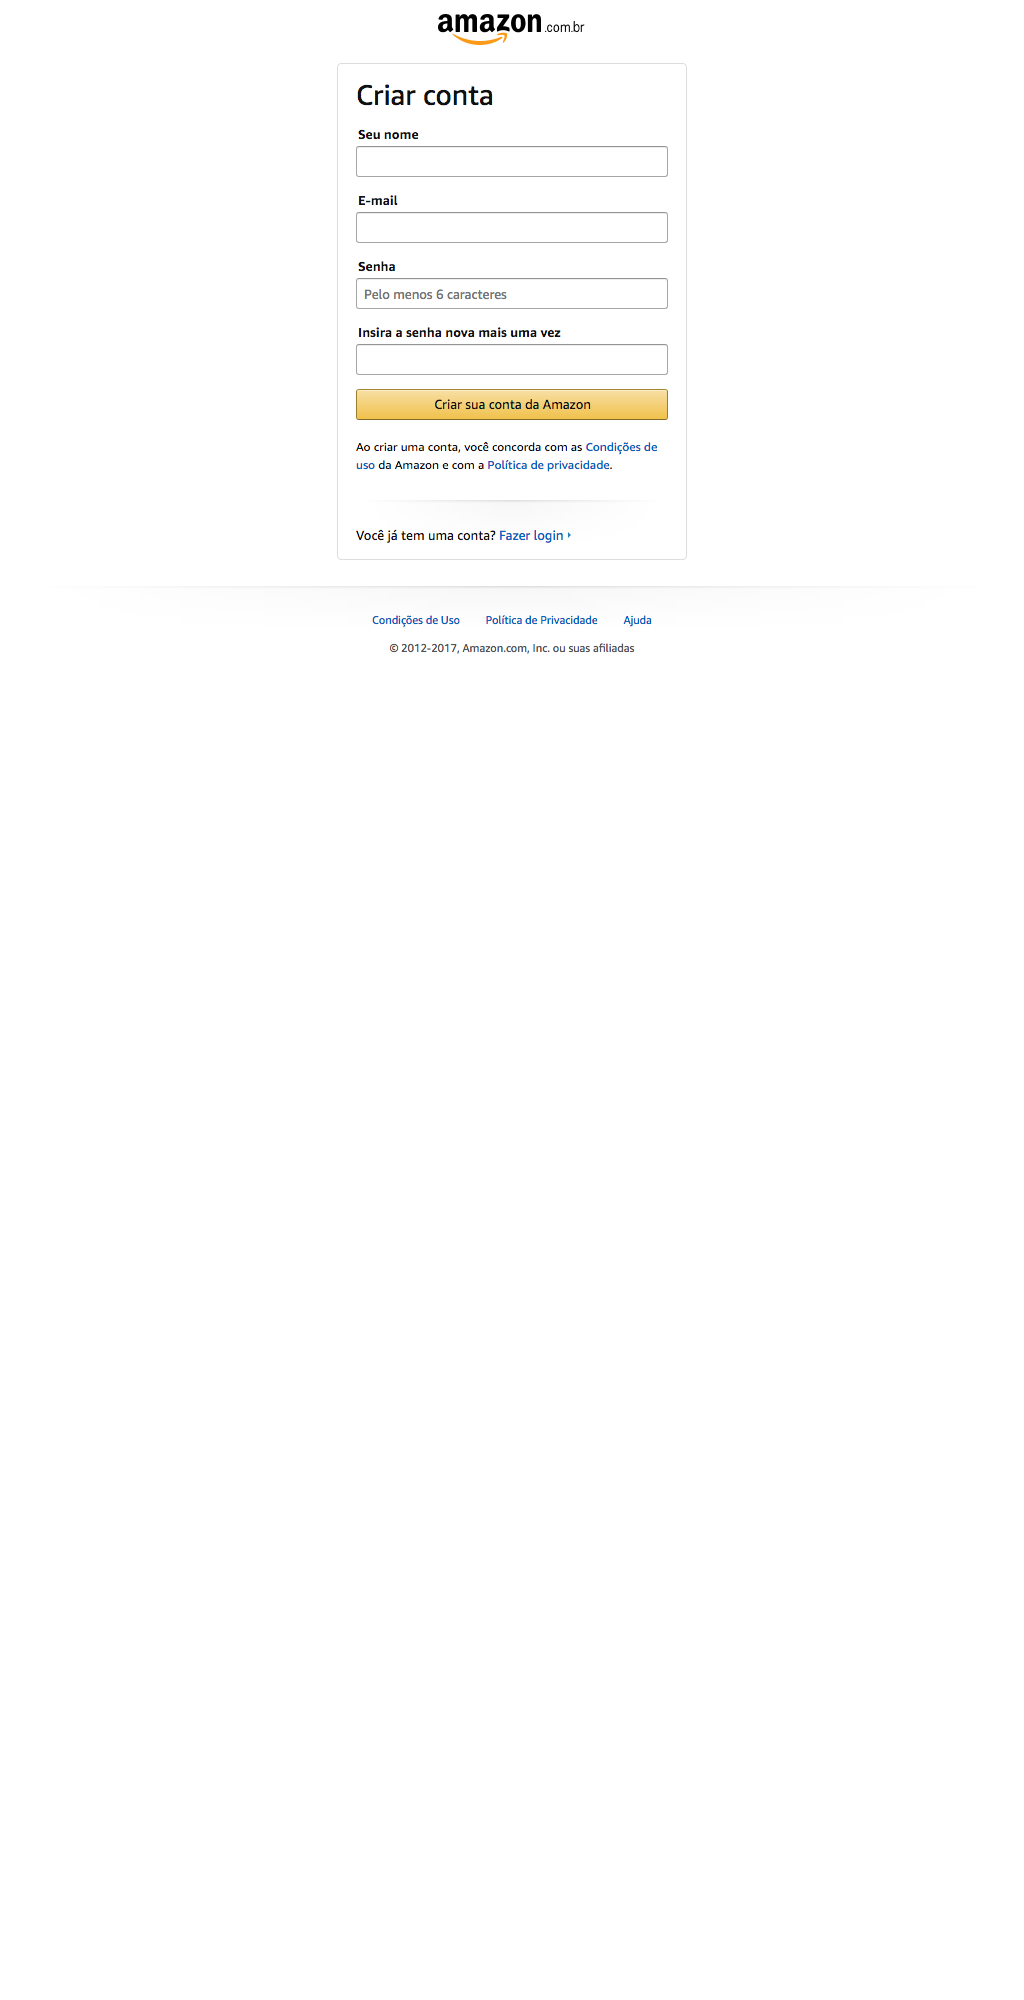 amazon.com.br
Criar conta
Seu nome
E-mail
Senha
Pelo menos 6 caracteres
Insira a senha nova mais uma vez
Criar sua conta da Amazon
Ao criar uma conta, você concorda com as Condições de
uso da Amazon e com a Política de privacidade.
Você já tem uma conta? Fazer login
Condições de Uso Política de Privacidade Ajuda
© 2012-2017, Amazon.com, Inc. ou suas afiliadas